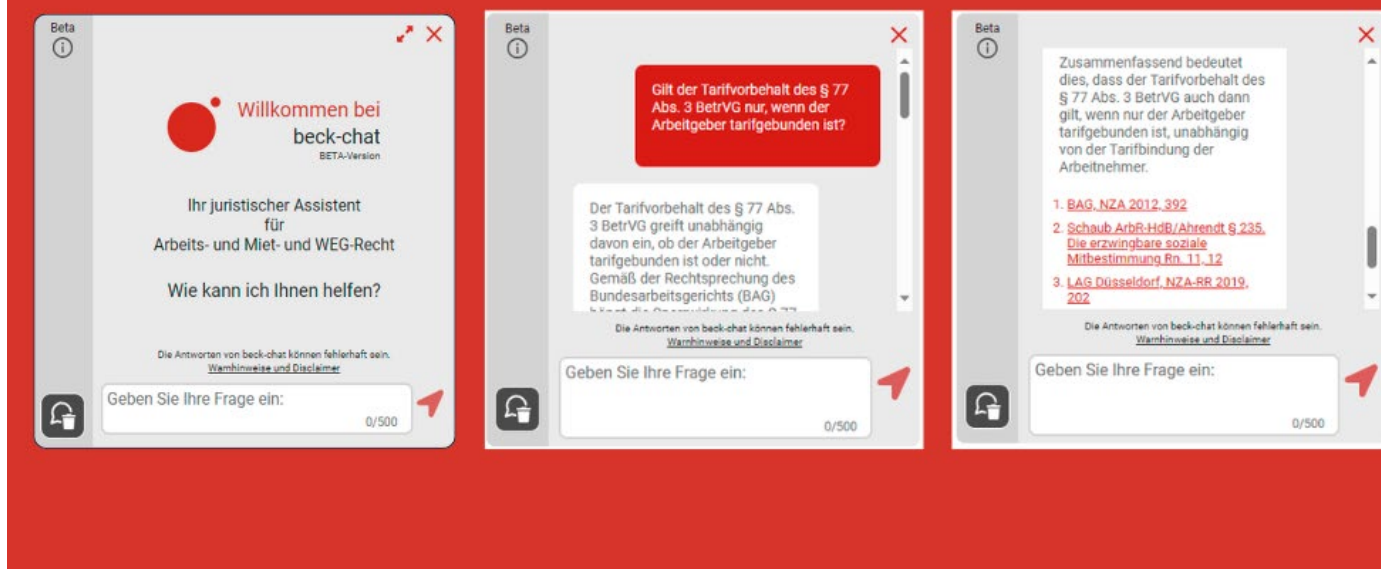 Beta
Willkommen bei
beck-chat
BETA-Version
Ihr juristischer Assistent
für
Arbeits- und Miet- und WEG-Recht
Wie kann ich Ihnen helfen?
Die Antworten von beck-chat können fehlerhaft sein.
Warnhinweise und Disclaimer
Geben Sie Ihre Frage ein:
0/500
Beta
Gilt der Tarifvorbehalt des § 77
Abs. 3 BetrVG nur, wenn der
Arbeitgeber tarifgebunden ist?
Der Tarifvorbehalt des § 77 Abs.
3 BetrVG greift unabhängig
davon ein, ob der Arbeitgeber
tarifgebunden ist oder nicht.
Gemäß der Rechtsprechung des
Bundesarbeitsgerichts (BAG)
Die Antworten von beck-chat können fehlerhaft sein.
Warnhinweise und Disclaimer
Geben Sie Ihre Frage ein:
0/500
Beta
Zusammenfassend bedeutet
dies, dass der Tarifvorbehalt des
§ 77 Abs. 3 BetrVG auch dann
gilt, wenn nur der Arbeitgeber
tarifgebunden ist, unabhängig
von der Tarifbindung der
Arbeitnehmer.
1. BAG, NZA 2012, 392
2. Schaub ArbR-HdB/Ahrendt § 235.
Die erzwingbare soziale
Mitbestimmung Rn. 11, 12
3. LAG Düsseldorf, NZA-RR 2019,
202
Die Antworten von beck-chat können fehlerhaft sein.
Warnhinweise und Disclaimer
Geben Sie Ihre Frage ein:
0/500